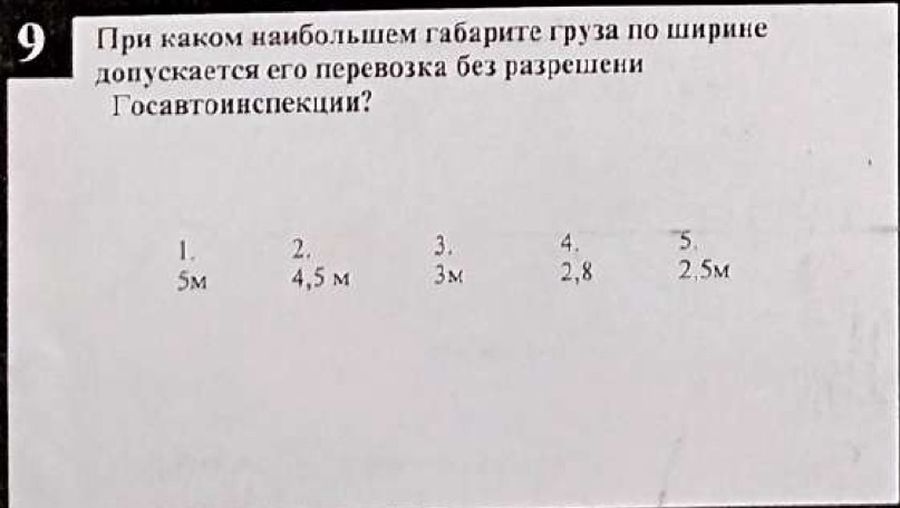 9
При каком наибольшем габарите груза по ширине
допускается его перевозка без разрешени
Госавтоинспекции?
1. 2. 3. 4. 5.
5м 4,5 м 3м 2,8 2,5м